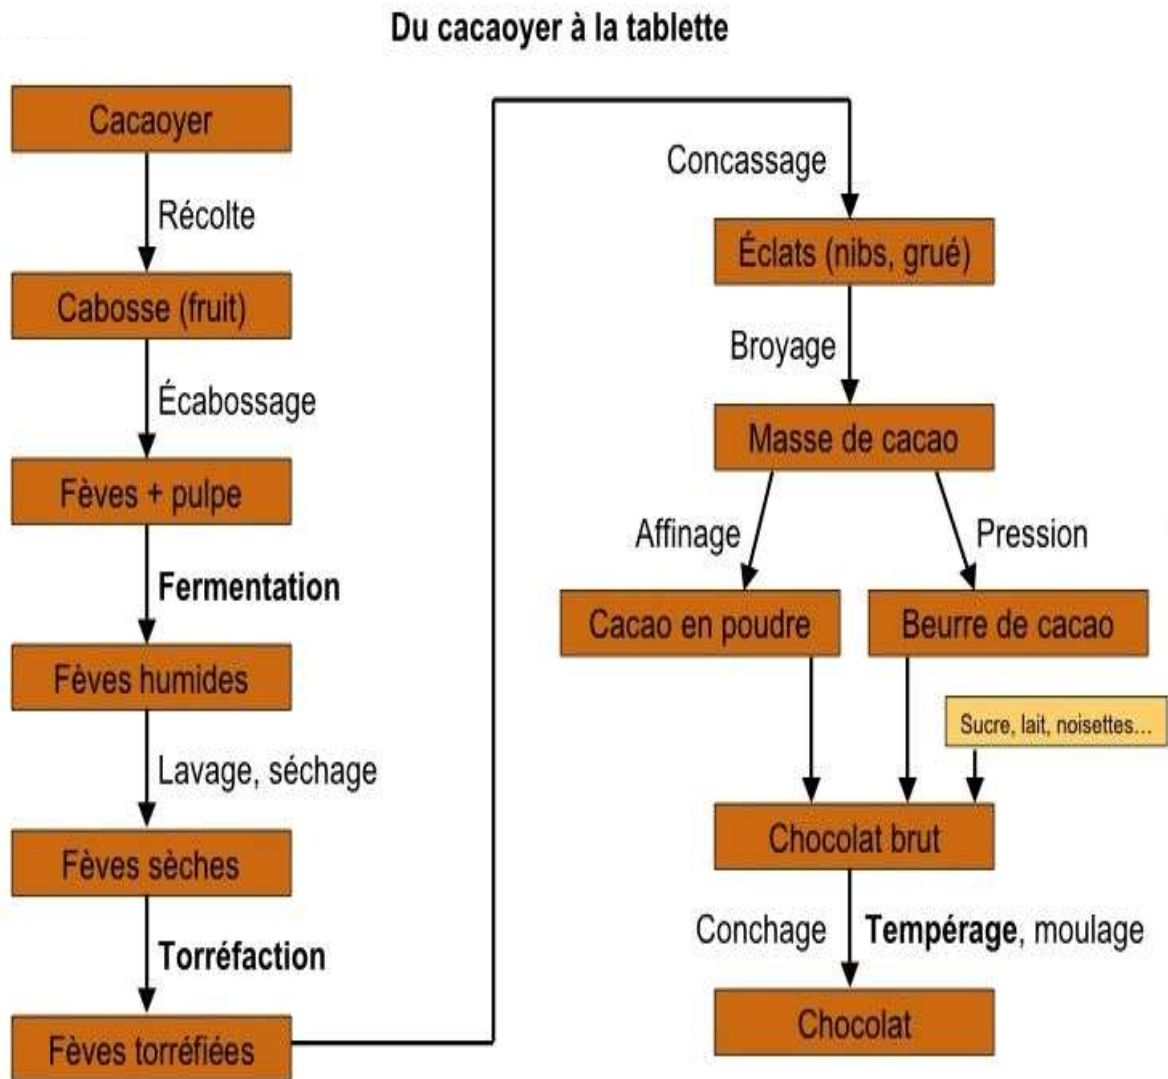 Du cacaoyer à la tablette
Cacaoyer
Récolte
Cabosse (fruit)
Écabossage
Fèves + pulpe
Fermentation
Fèves humides
Lavage, séchage
Fèves sèches
Torréfaction
Fèves torréfiées
Concassage
Éclats (nibs, grué)
Broyage
Masse de cacao
Affinage
Pression
Cacao en poudre
Beurre de cacao
Sucre, lait, noisettes...
Chocolat brut
Conchage
Tempérage, moulage
Chocolat